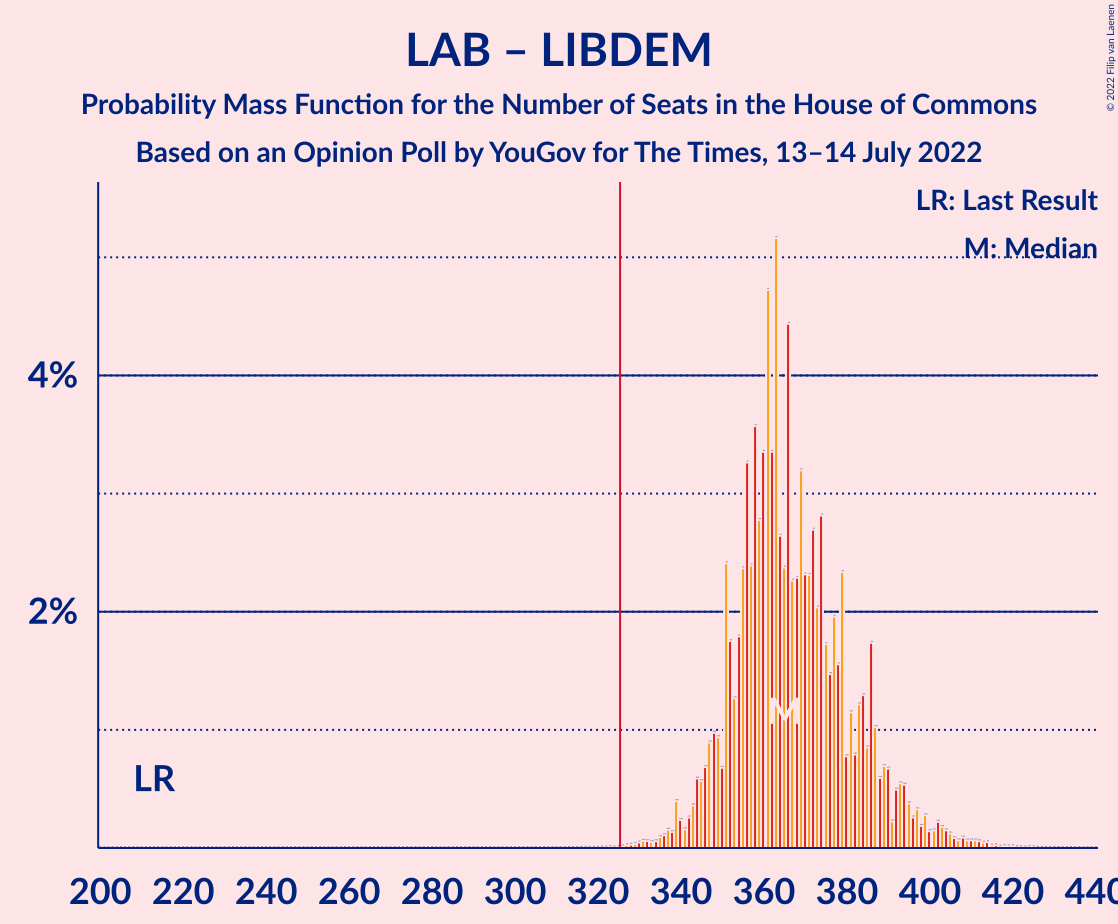 LAB – LIBDEM
Probability Mass Function for the Number of Seats in the House of Commons
Based on an Opinion Poll by YouGov for The Times, 13–14 July 2022
© 2022 Filip van Laenen
LR: Last Result
M: Median
4%
2%
M
LR
200 220 240 260 280 300 320 340 360 380 400 420 440